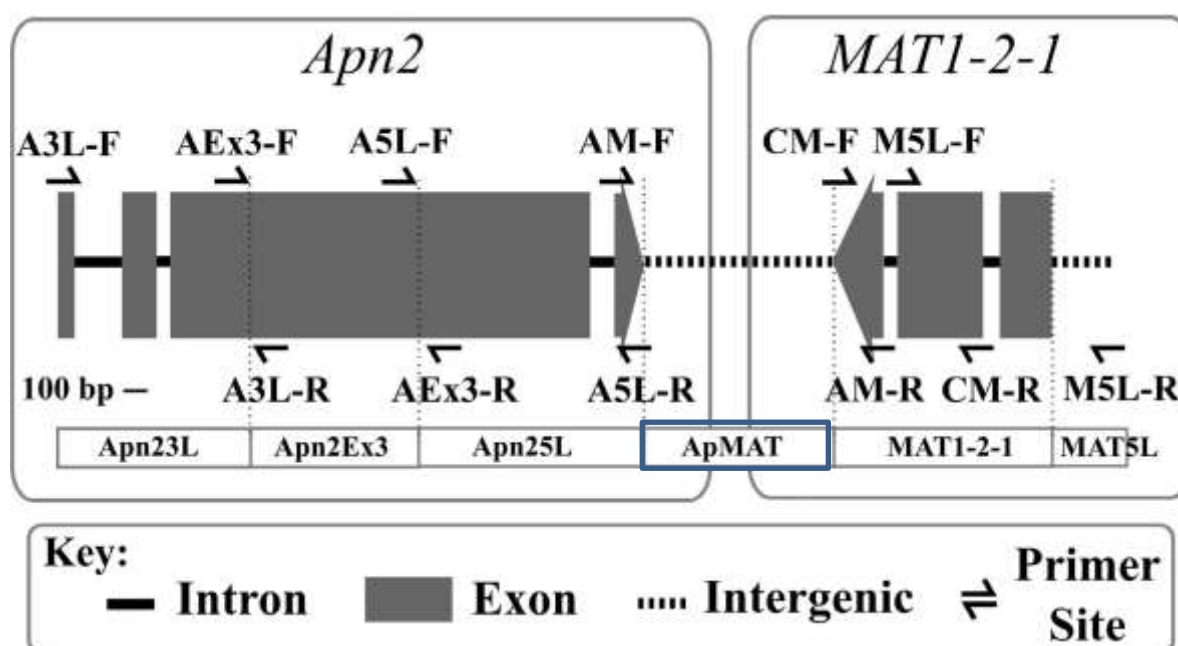 Apn2 MAT1-2-1
A3L-F AEx3-F A5L-F AM-F CM-F M5L-F
100 bp A3L-R AEx3-R A5L-R AM-R CM-R M5L-R
Apn23L Apn2Ex3 Apn25L ApMAT MAT1-2-1 MAT5L
Key:
Intron Exon Intergenic Primer
Site